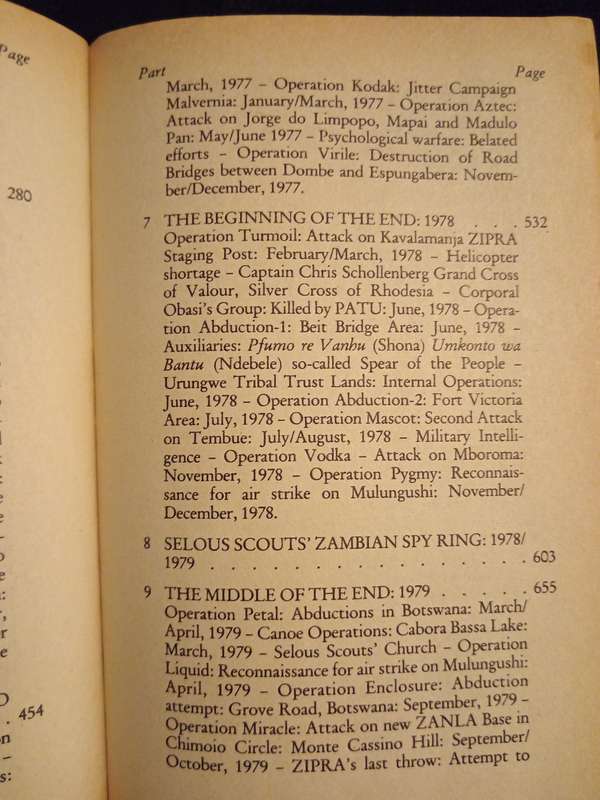 Page
280
454
Part Page
March, 1977 – Operation Kodak: Jitter Campaign
Malvernia: January/March, 1977 – Operation Aztec:
Attack on Jorge do Limpopo, Mapai and Madulo
Pan: May/June 1977 – Psychological warfare: Belated
efforts – Operation Virile: Destruction of Road
Bridges between Dombe and Espungabera: Novem-
ber/December, 1977.
7 THE BEGINNING OF THE END: 1978 . . . 532
Operation Turmoil: Attack on Kavalamanja ZIPRA
Staging Post: February/March, 1978 – Helicopter
shortage – Captain Chris Schollenberg Grand Cross
of Valour, Silver Cross of Rhodesia – Corporal
Obasi's Group: Killed by PATU: June, 1978 – Opera-
tion Abduction-1: Beit Bridge Area: June, 1978 –
Auxiliaries: Pfumo re Vanhu (Shona) Umkonto wa
Bantu (Ndebele) so-called Spear of the People –
Urungwe Tribal Trust Lands: Internal Operations:
June, 1978 – Operation Abduction-2: Fort Victoria
Area: July, 1978 – Operation Mascot: Second Attack
on Tembue: July/August, 1978 – Military Intelli-
gence – Operation Vodka – Attack on Mboroma:
November, 1978 – Operation Pygmy: Reconnais-
sance for air strike on Mulungushi: November/
December, 1978.
8 SELOUS SCOUTS' ZAMBIAN SPY RING: 1978/
1979 . . . . . . . . . . . . . . . . 603
9 THE MIDDLE OF THE END: 1979 . . . . . 655
Operation Petal: Abductions in Botswana: March/
April, 1979 – Canoe Operations: Cabora Bassa Lake:
March, 1979 – Selous Scouts' Church – Operation
Liquid: Reconnaissance for air strike on Mulungushi:
April, 1979 – Operation Enclosure: Abduction
attempt: Grove Road, Botswana: September, 1979 –
Operation Miracle: Attack on new ZANLA Base in
Chimoio Circle: Monte Cassino Hill: September/
October, 1979 – ZIPRA's last throw: Attempt to